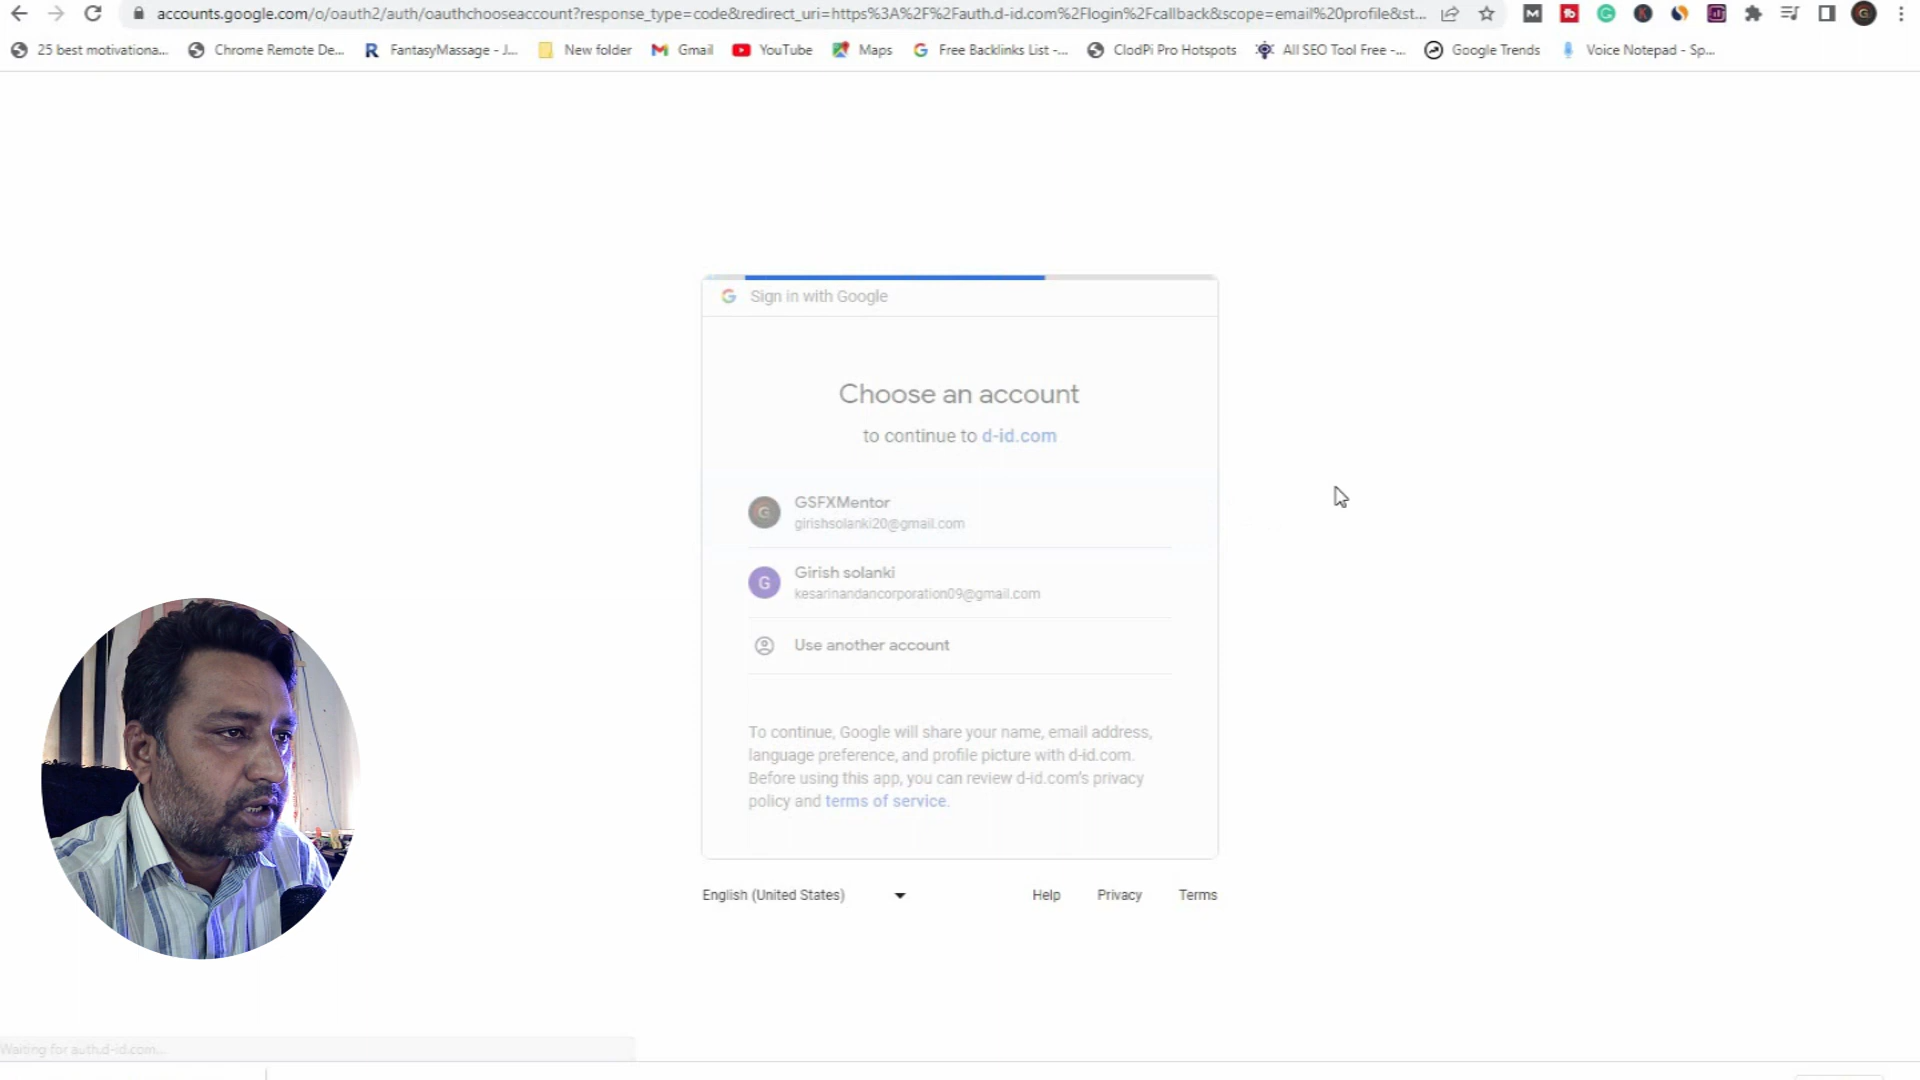 accounts.google.com/o/oauth2/auth/oauthchooseaccount?response_type=code&redirect_uri=https%3A%2F%2Fauth.d-id.com%2Flogin%2Fcallback&scope=email%20profile&st...
25 best motivationa...
Chrome Remote De...
FantasyMassage - J...
New folder
Gmail
YouTube
Maps
Free Backlinks List -...
ClodPi Pro Hotspots
All SEO Tool Free -...
Google Trends
Voice Notepad - Sp...
Sign in with Google
Choose an account
to continue to d-id.com
GSFXMentor
girishsolanki20@gmail.com
G
Girish solanki
kesarinandancorporation09@gmail.com
Use another account
To continue, Google will share your name, email address,
language preference, and profile picture with d-id.com.
Before using this app, you can review d-id.com's privacy
policy and terms of service.
English (United States)
Help
Privacy
Terms
Waiting for auth.d-id.com...